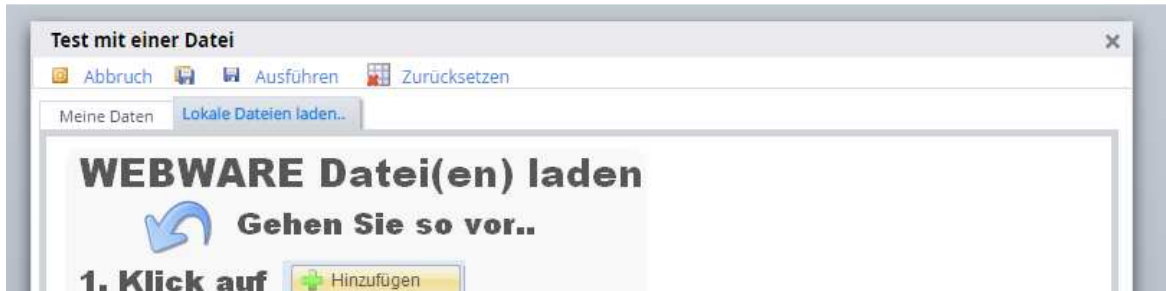 Test mit einer Datei
Abbruch Ausführen Zurücksetzen
Meine Daten Lokale Dateien laden..
WEBWARE Datei(en) laden
Gehen Sie so vor..
1. Klick auf Hinzufügen